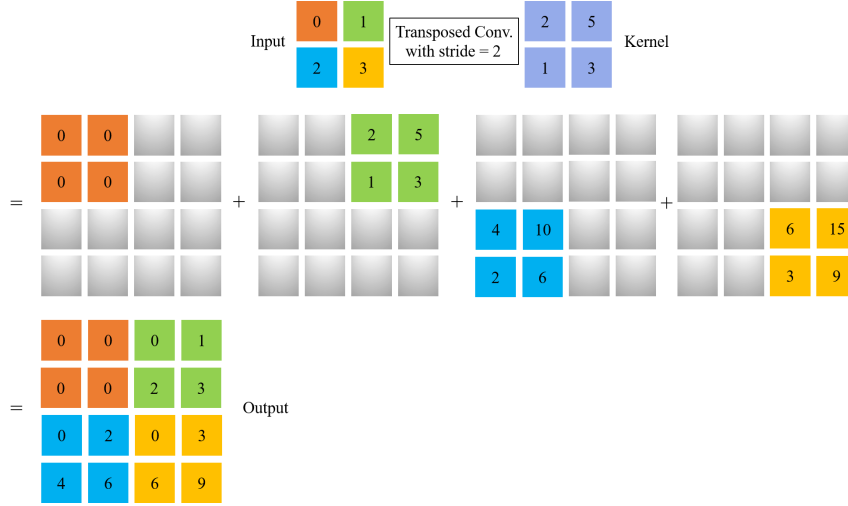 0 1 Transposed Conv. 2 5
Input with stride = 2 Kernel
2 3 1 3
0 0 2 5
0 0 1 3
= + + +
4 10 6 15
2 6 3 9
0 0 0 1
0 0 2 3
= Output
0 2 0 3
4 6 6 9